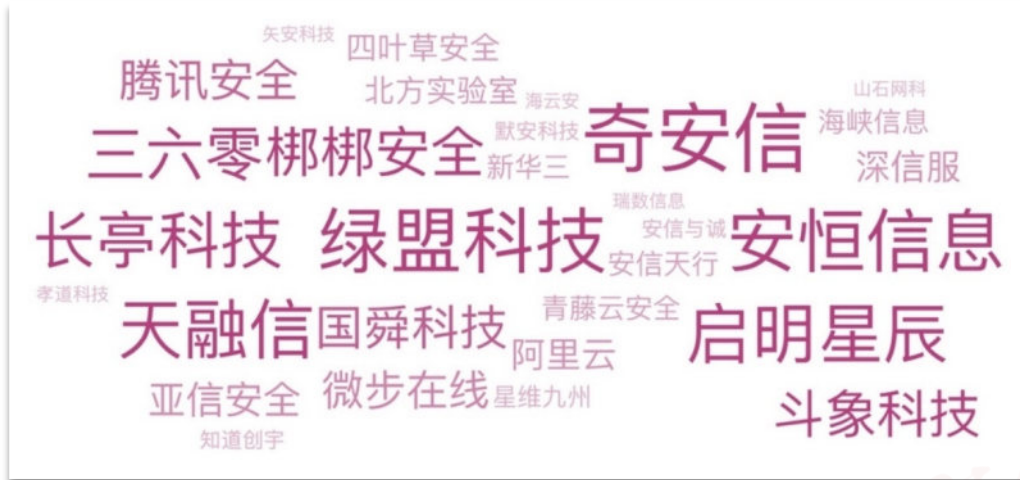 矢安科技
四叶草安全
腾讯安全
北方实验室
海云安
山石网科
三六零
梆梆安全
默安科技
奇安信
海峡信息
新华三
深信服
瑞数信息
长亭科技
绿盟科技
安信与诚
安恒信息
安信天行
孝道科技
天融信
国舜科技
青藤云安全
启明星辰
阿里云
亚信安全
微步在线
星维九州
斗象科技
知道创宇